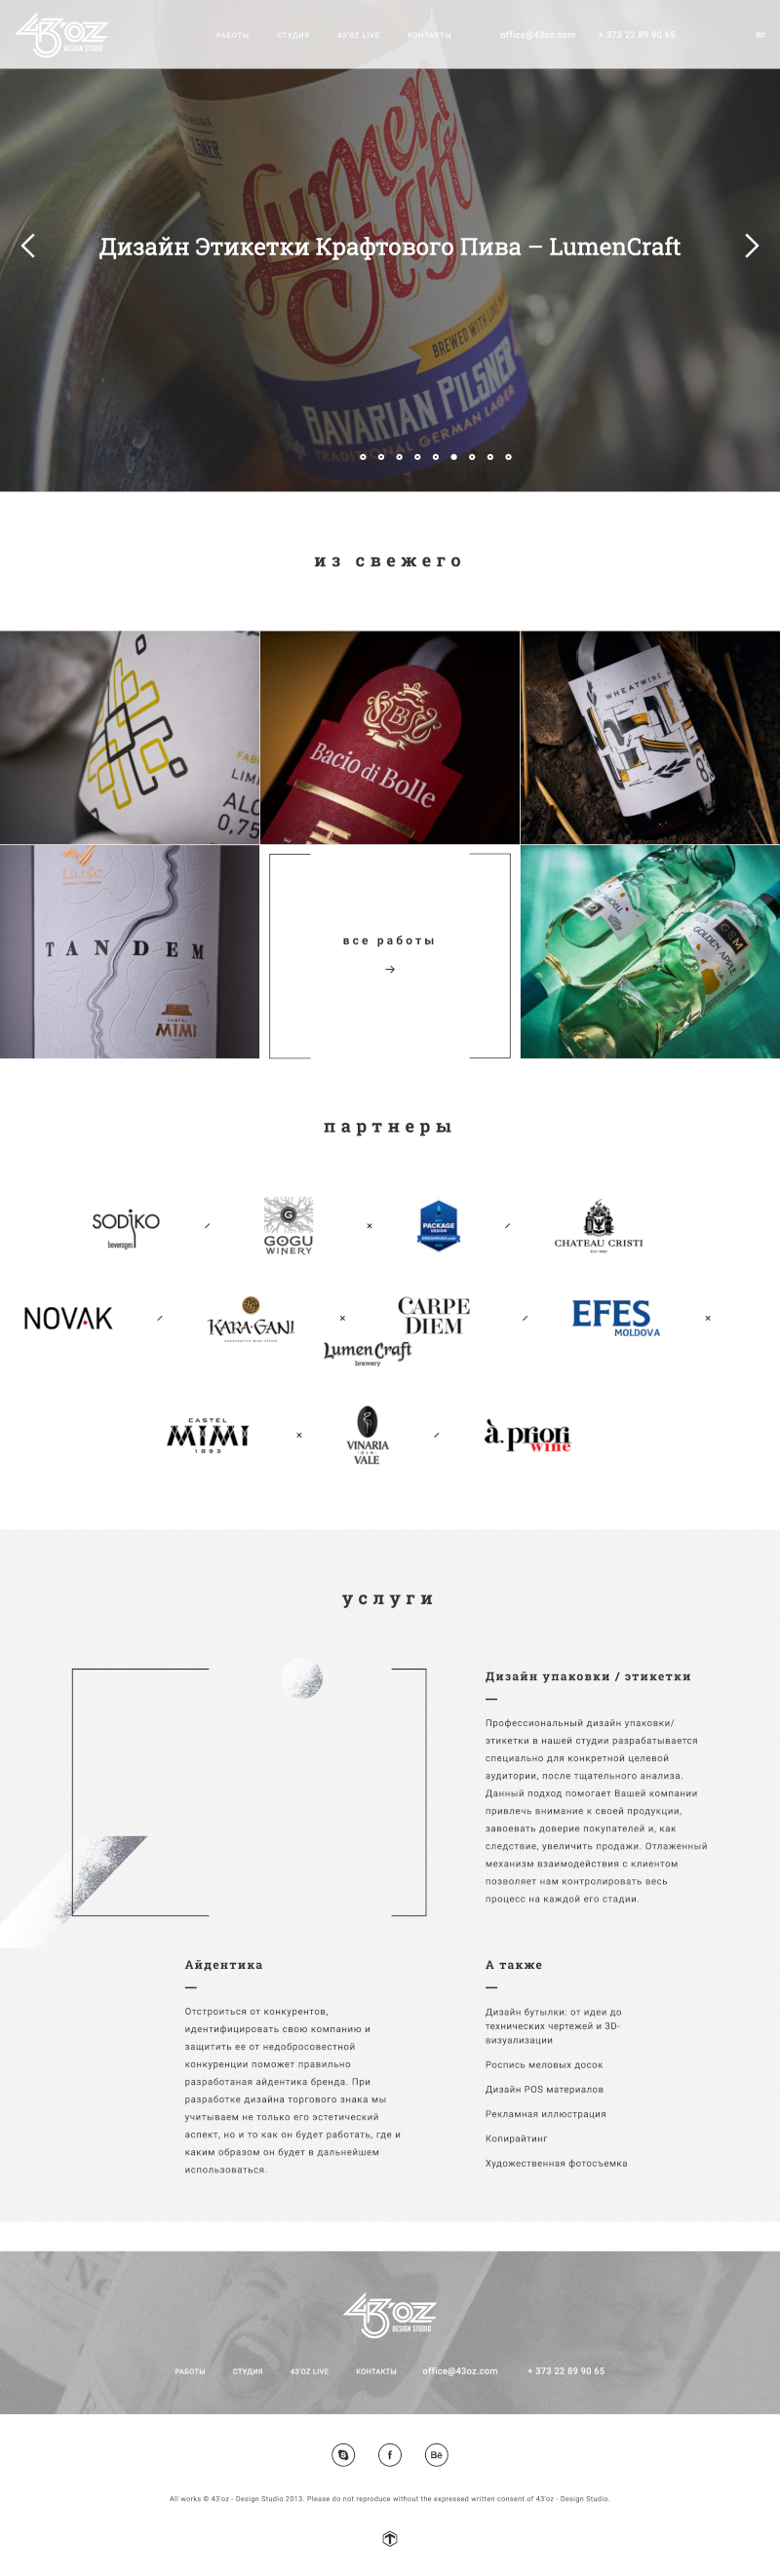 43'OZ
DESIGN STUDIO
РАБОТЫ
СТУДИЯ
43'OZ LIVE
КОНТАКТЫ
office@43oz.com
+ 373 22 89 90 65
en
Lumen
Craft
Дизайн Этикетки Крафтового Пива – LumenCraft
BREWED WITH LOVE
BAVARIAN PILSNER
TRADITIONAL GERMAN LAGER
из свежего
LIM
0,75
Bacio di Bolle
WHEATWINE
LILIAC
TANDEM
CASTEL
MIMI
все работы
→
GEM
GOLDEN APPLE
партнеры
SODIKO
beverages
G
GOGU
WINERY
PACKAGE
DESIGN
CHATEAU CRISTI
NOVAK
KARA-GANI
CARPE
DIEM
EFES
MOLDOVA
LumenCraft
brewery
CASTEL
MIMI
1893
VINARIA
DIN
VALE
à.priori
wine
услуги
Дизайн упаковки / этикетки
—
Профессиональный дизайн упаковки/
этикетки в нашей студии разрабатывается
специально для конкретной целевой
аудитории, после тщательного анализа.
Данный подход помогает Вашей компании
привлечь внимание к своей продукции,
завоевать доверие покупателей и, как
следствие, увеличить продажи. Отлаженный
механизм взаимодействия с клиентом
позволяет нам контролировать весь
процесс на каждой его стадии.
Айдентика
—
Отстроиться от конкурентов,
идентифицировать свою компанию и
защитить ее от недобросовестной
конкуренции поможет правильно
разработаная айдентика бренда. При
разработке дизайна торгового знака мы
учитываем не только его эстетический
аспект, но и то как он будет работать, где и
каким образом он будет в дальнейшем
использоваться.
А также
—
Дизайн бутылки: от идеи до
технических чертежей и 3D-
визуализации
Роспись меловых досок
Дизайн POS материалов
Рекламная иллюстрация
Копирайтинг
Художественная фотосъемка
43'OZ
DESIGN STUDIO
РАБОТЫ
СТУДИЯ
43'OZ LIVE
КОНТАКТЫ
office@43oz.com
+ 373 22 89 90 65
f
Bē
All works © 43'oz - Design Studio 2013. Please do not reproduce without the expressed written consent of 43'oz - Design Studio.